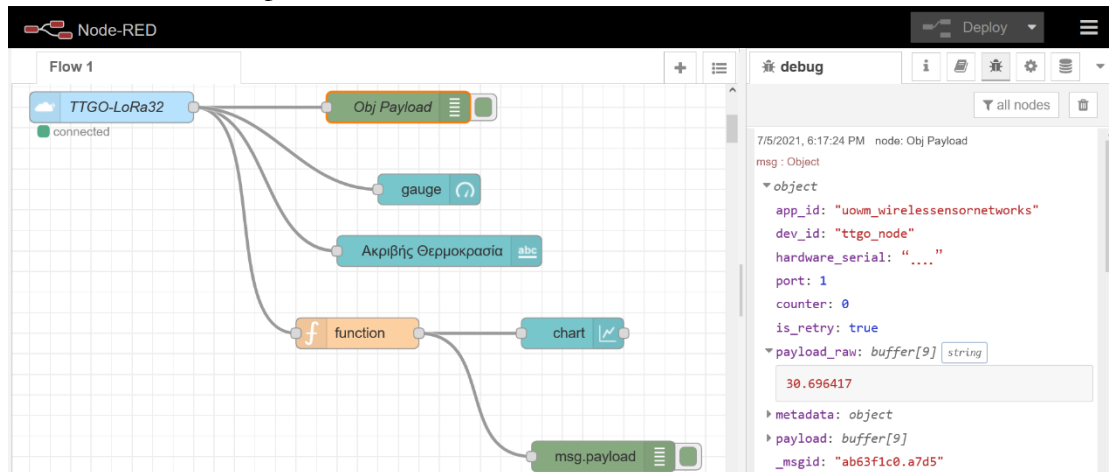 Node-RED
Deploy
Flow 1
debug
i
all nodes
TTGO-LoRa32
connected
Obj Payload
gauge
Ακριβής Θερμοκρασία
abc
function
chart
msg.payload
7/5/2021, 6:17:24 PM node: Obj Payload
msg : Object
object
app_id: "uowm_wirelessensornetworks"
dev_id: "ttgo_node"
hardware_serial: “....”
port: 1
counter: 0
is_retry: true
payload_raw: buffer[9] string
30.696417
metadata: object
payload: buffer[9]
_msgid: "ab63f1c0.a7d5"